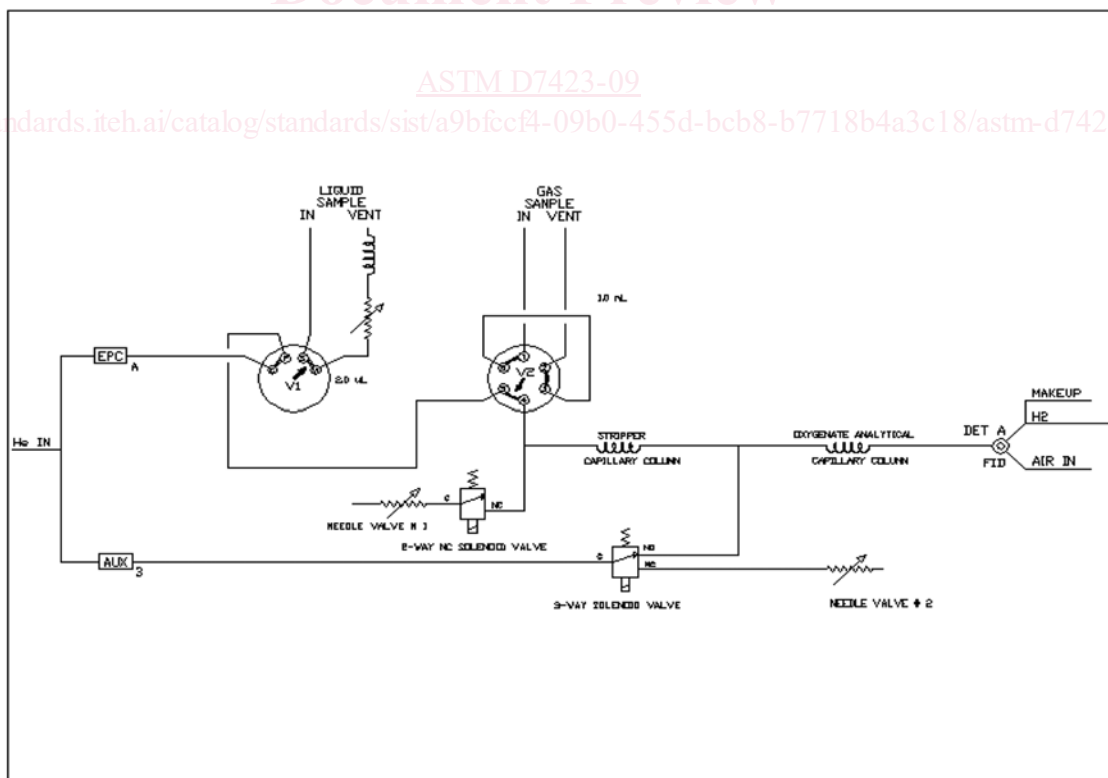 Document Preview
ASTM D7423-09
ndards.iteh.ai/catalog/standards/sist/a9bfccf4-09b0-455d-bcb8-b7718b4a3c18/astm-d742
LIQUID
SAMPLE
IN VENT
GAS
SANPLE
IN VENT
1.0 mL
EPC
A
V1
2.0 uL
V2
He IN
STRIPPER
CAPILLARY COLUMN
OXYGENATE ANALYTICAL
CAPILLARY COLUMN
DET A
FID
MAKEUP
H2
AIR IN
C
NC
NEEDLE VALVE # 1
2-WAY NC SOLENOID VALVE
AUX
3
C
NO
NC
3-WAY SOLENOID VALVE
NEEDLE VALVE # 2